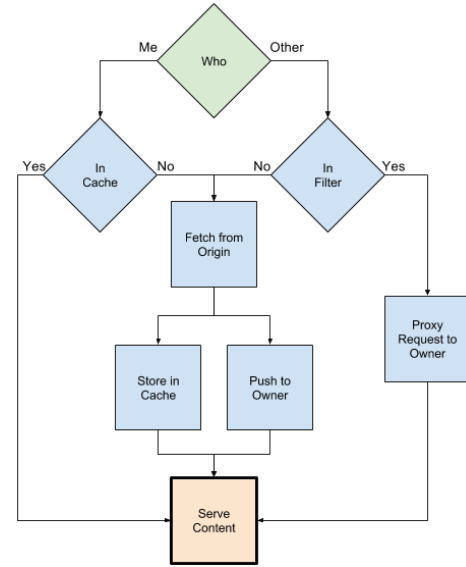 Me
Who
Other
Yes
In
Cache
No
No
In
Filter
Yes
Fetch from
Origin
Proxy
Request to
Owner
Store in
Cache
Push to
Owner
Serve
Content